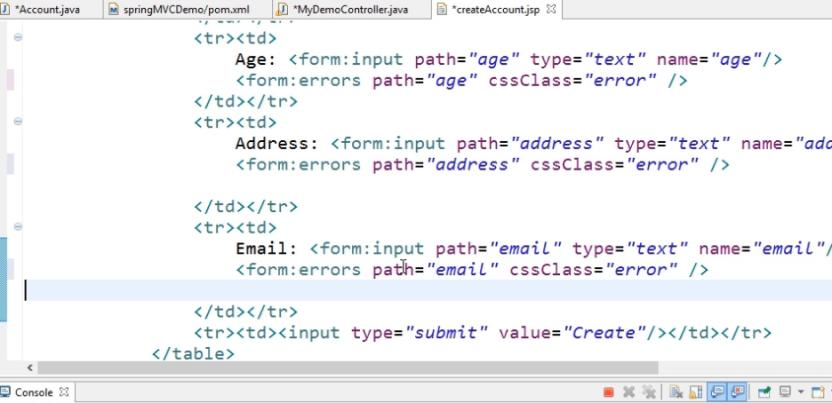 *Account.java springMVCDemo/pom.xml *MyDemoController.java *createAccount.jsp
<tr><td>
Age: <form:input path="age" type="text" name="age"/>
<form:errors path="age" cssClass="error" />
</td></tr>
<tr><td>
Address: <form:input path="address" type="text" name="add
<form:errors path="address" cssClass="error" />
</td></tr>
<tr><td>
Email: <form:input path="email" type="text" name="email"/
<form:errors path="email" cssClass="error" />
</td></tr>
<tr><td><input type="submit" value="Create"/></td></tr>
</table>
Console